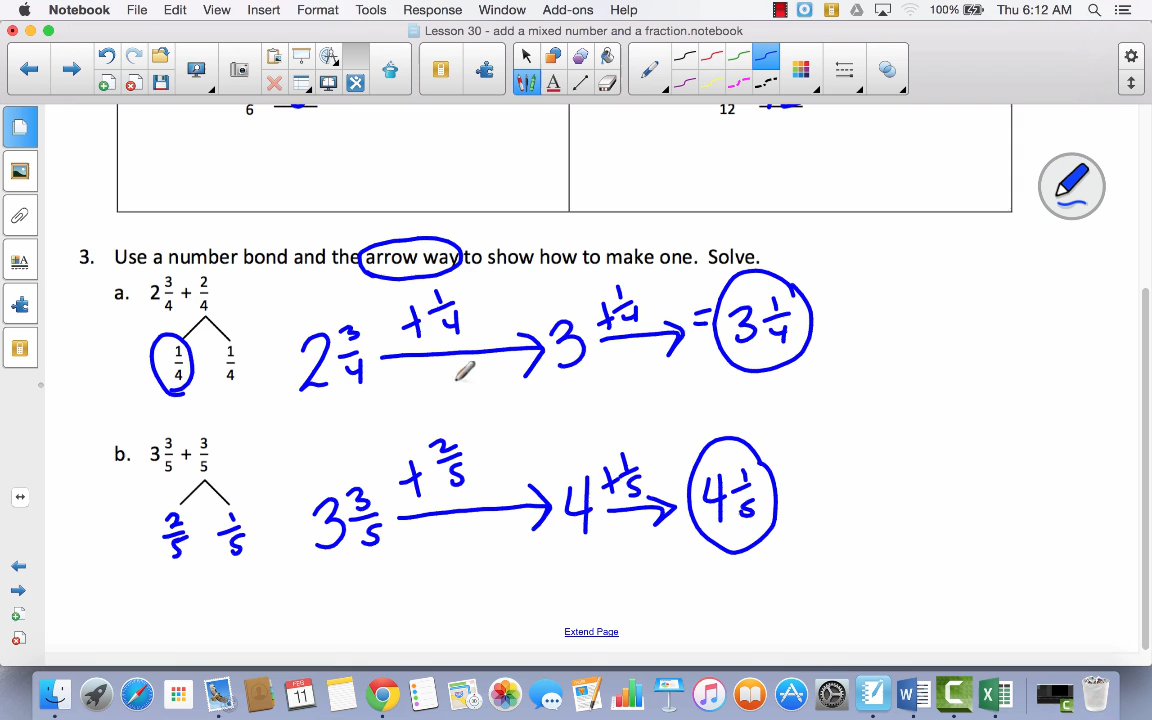 Notebook File Edit View Insert Format Tools Response Window Add-ons Help 100% Thu 6:12 AM
Lesson 30 - add a mixed number and a fraction.notebook
A
6
12
3. Use a number bond and the arrow way to show how to make one. Solve.
a. 2 3/4 + 2/4
1/4 1/4
2 3/4 +1/4 3 +1/4 = 3 1/4
b. 3 3/5 + 3/5
2/5 1/5
3 3/5 +2/5 4 +1/5 4 1/5
Extend Page
FEB
11